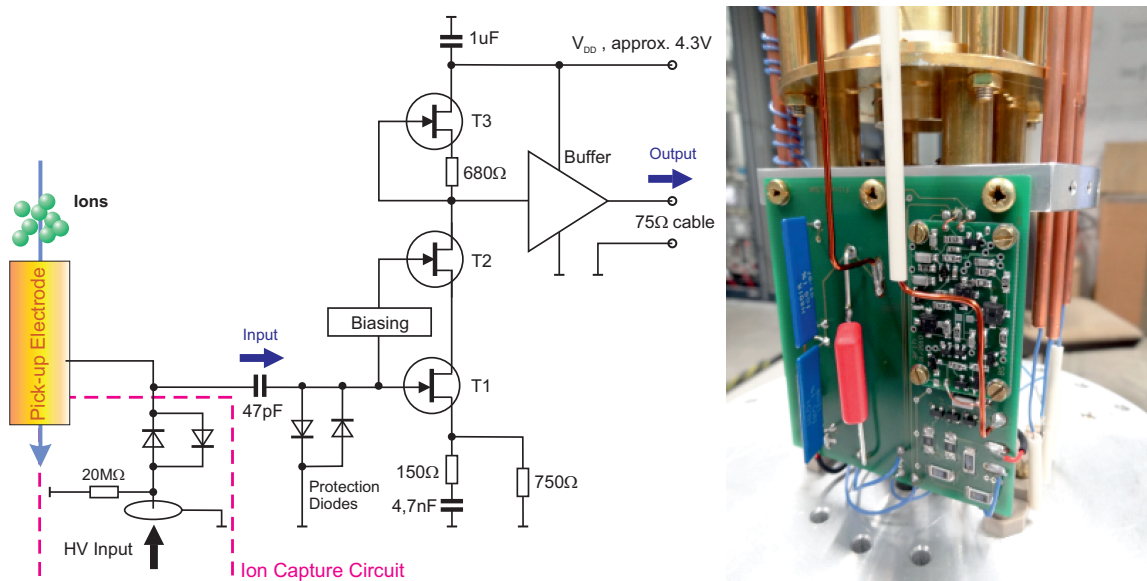 1uF
V_DD , approx. 4.3V
T3
680Ω
Buffer
Output
75Ω cable
Ions
T2
Biasing
Input
T1
Pick-up Electrode
47pF
20MΩ
Protection
Diodes
150Ω
4,7nF
750Ω
HV Input
Ion Capture Circuit